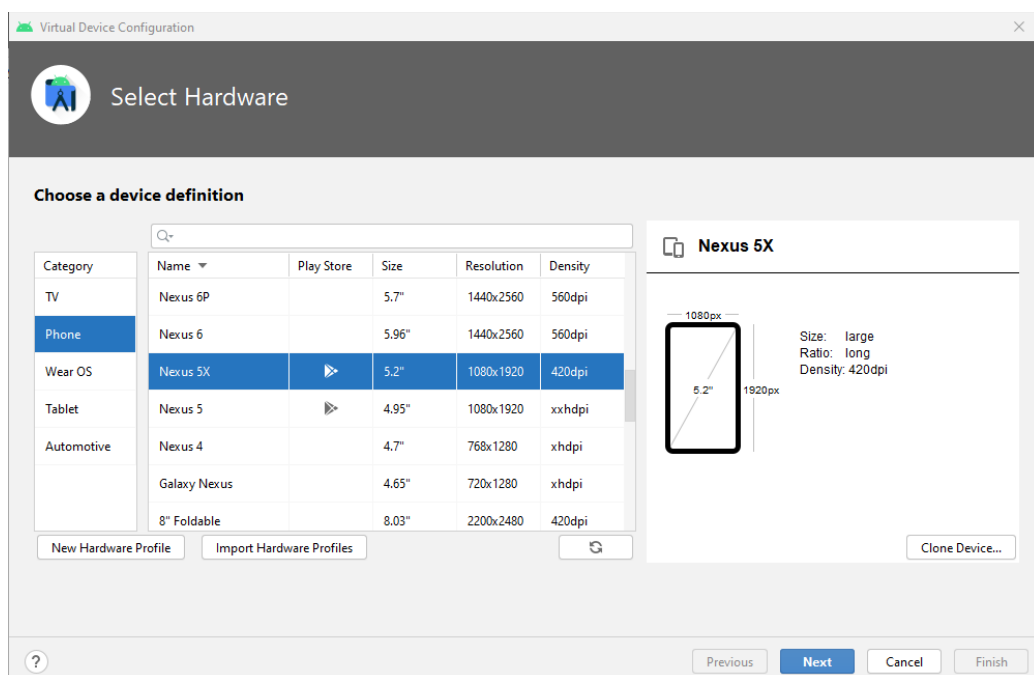 Virtual Device Configuration
Select Hardware
Choose a device definition
Category
TV
Phone
Wear OS
Tablet
Automotive
Name Play Store Size Resolution Density
Nexus 6P 5.7" 1440x2560 560dpi
Nexus 6 5.96" 1440x2560 560dpi
Nexus 5X 5.2" 1080x1920 420dpi
Nexus 5 4.95" 1080x1920 xxhdpi
Nexus 4 4.7" 768x1280 xhdpi
Galaxy Nexus 4.65" 720x1280 xhdpi
8" Foldable 8.03" 2200x2480 420dpi
New Hardware Profile Import Hardware Profiles
Nexus 5X
1080px
5.2" 1920px
Size: large
Ratio: long
Density: 420dpi
Clone Device...
? Previous Next Cancel Finish